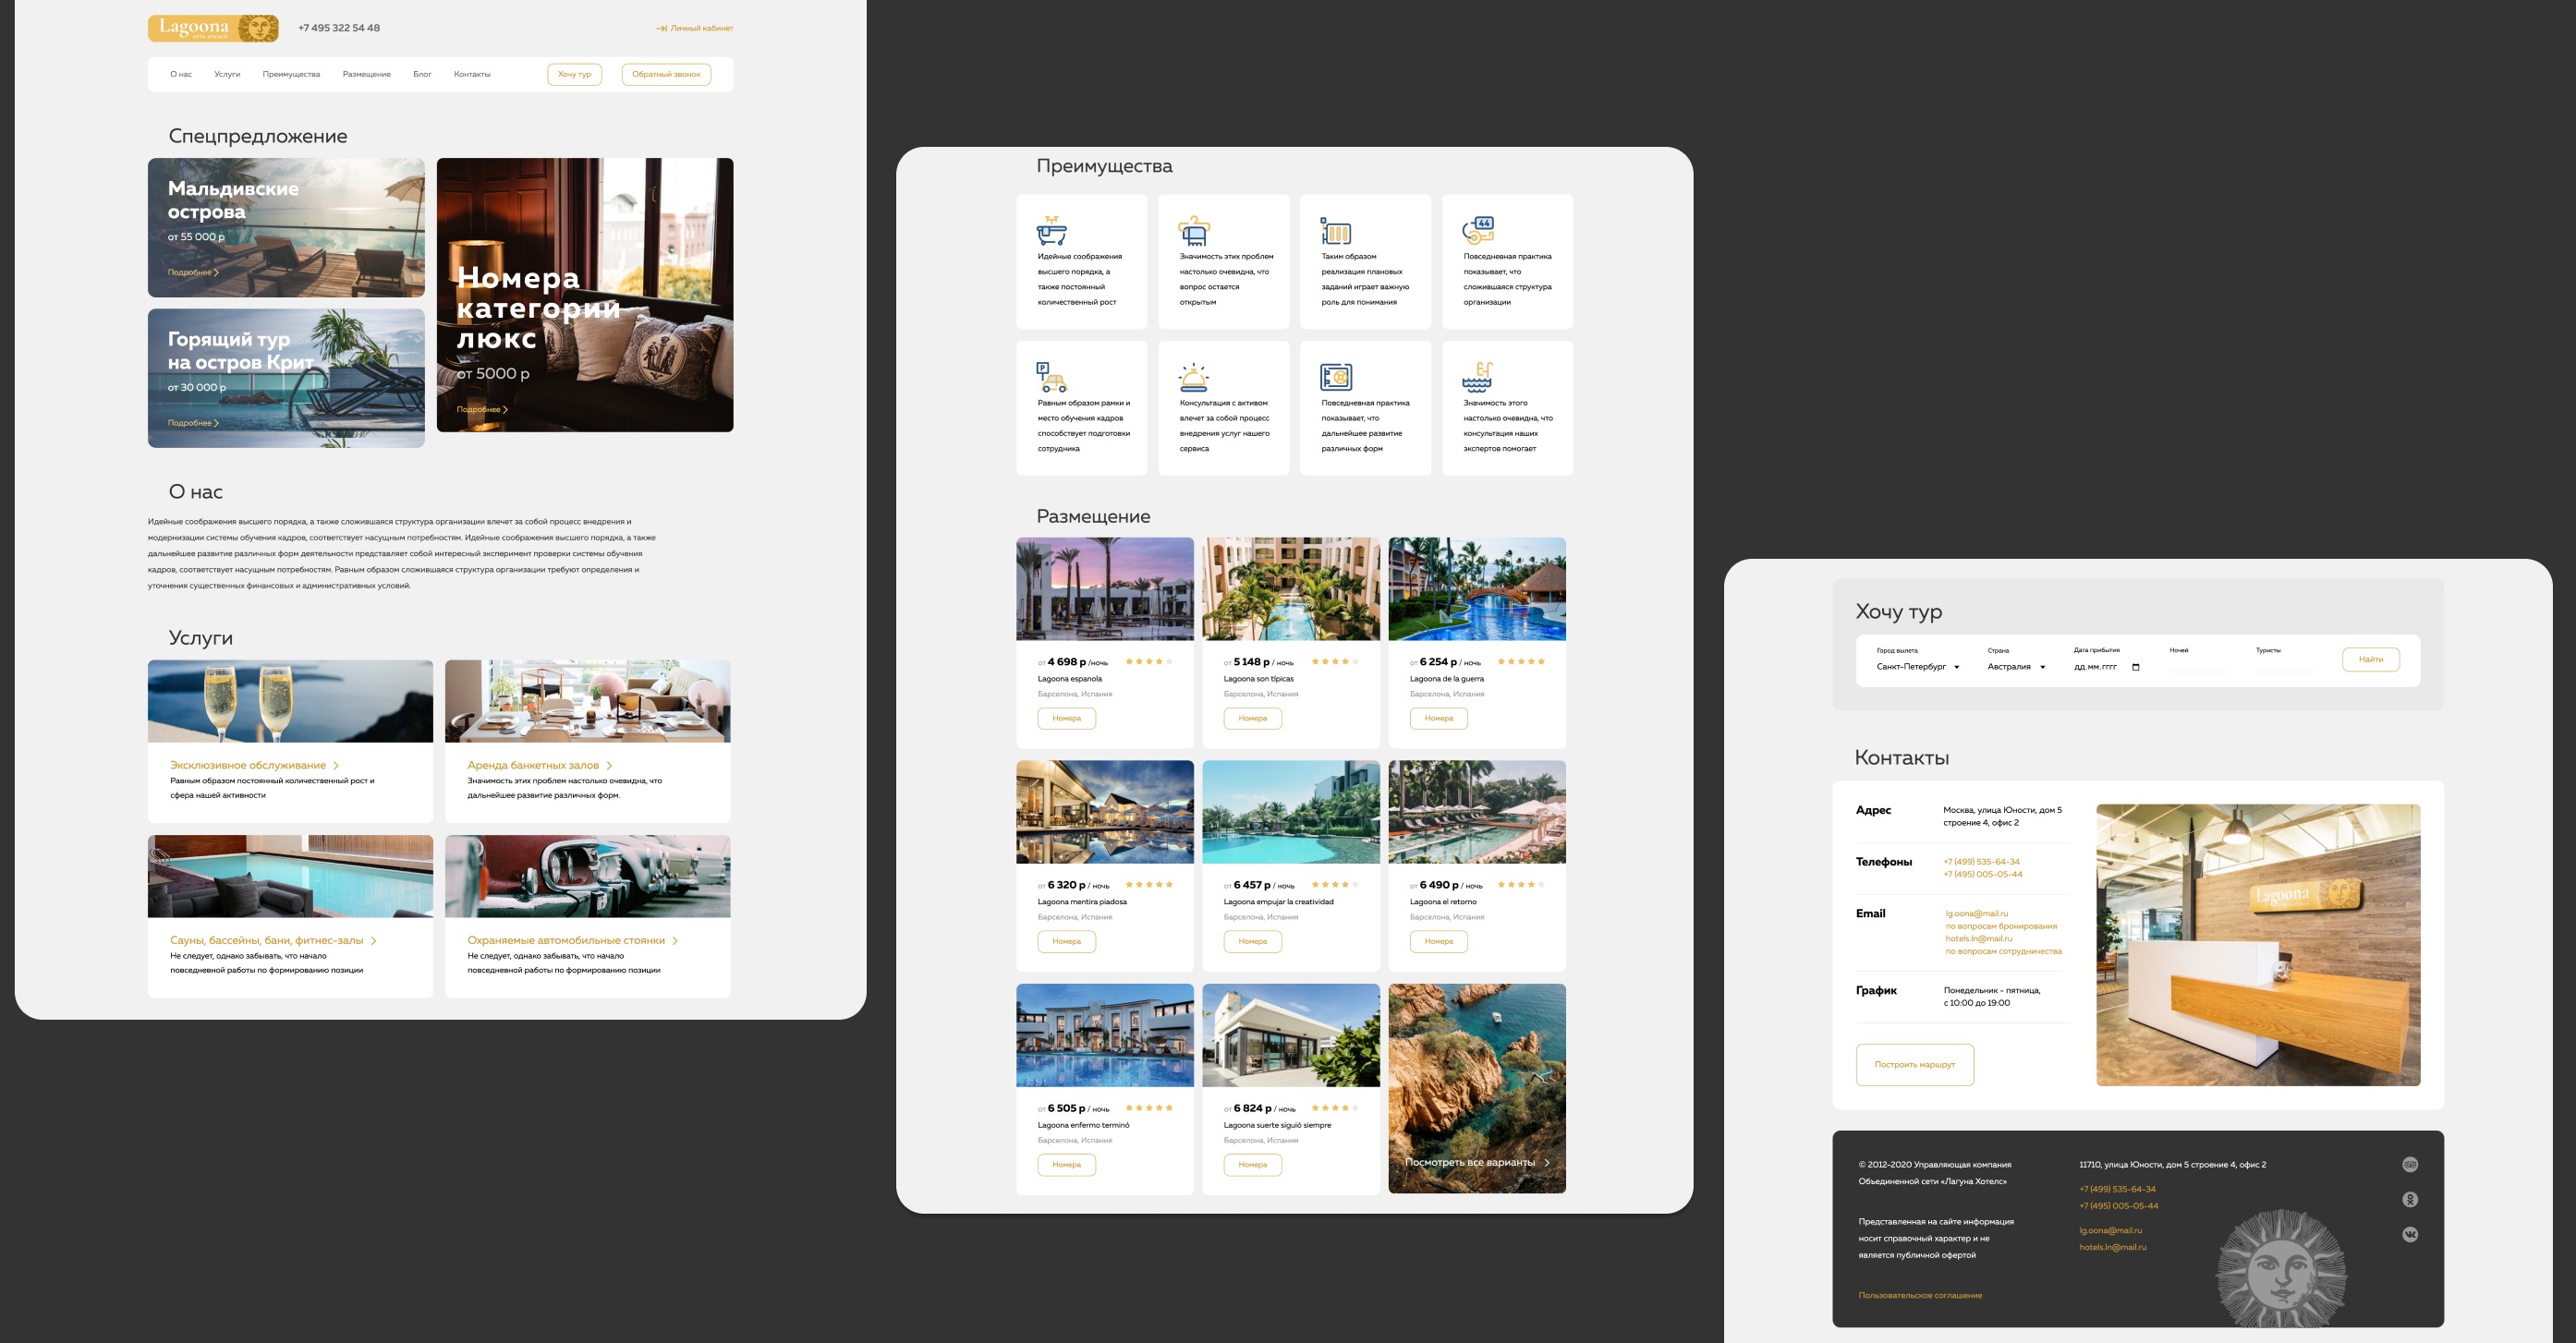 Lagoona
сеть отелей
+7 495 322 54 48
Личный кабинет
О нас
Услуги
Преимущества
Размещение
Блог
Контакты
Хочу тур
Обратный звонок
Спецпредложение
Мальдивские
острова
от 55 000 р
Подробнее
Горящий тур
на остров Крит
от 30 000 р
Подробнее
Номера
категории
люкс
от 5000 р
Подробнее
О нас
Идейные соображения высшего порядка, а также сложившаяся структура организации влечет за собой процесс внедрения и
модернизации системы обучения кадров, соответствует насущным потребностям. Идейные соображения высшего порядка, а также
дальнейшее развитие различных форм деятельности представляет собой интересный эксперимент проверки системы обучения
кадров, соответствует насущным потребностям. Равным образом сложившаяся структура организации требуют определения и
уточнения существенных финансовых и административных условий.
Услуги
Эксклюзивное обслуживание
Равным образом постоянный количественный рост и
сфера нашей активности
Аренда банкетных залов
Значимость этих проблем настолько очевидна, что
дальнейшее развитие различных форм.
Сауны, бассейны, бани, фитнес-залы
Не следует, однако забывать, что начало
повседневной работы по формированию позиции
Охраняемые автомобильные стоянки
Не следует, однако забывать, что начало
повседневной работы по формированию позиции
Преимущества
Идейные соображения
высшего порядка, а
также постоянный
количественный рост
Значимость этих проблем
настолько очевидна, что
вопрос остается
открытым
Таким образом
реализация плановых
заданий играет важную
роль для понимания
44
Повседневная практика
показывает, что
сложившаяся структура
организации
P
Равным образом рамки и
место обучения кадров
способствует подготовки
сотрудника
Консультация с активом
влечет за собой процесс
внедрения услуг нашего
сервиса
Повседневная практика
показывает, что
дальнейшее развитие
различных форм
Значимость этого
настолько очевидна, что
консультация наших
экспертов помогает
Размещение
от 4 698 р /ночь
Lagoona espanola
Барселона, Испания
Номера
от 5 148 р / ночь
Lagoona son típicas
Барселона, Испания
Номера
от 6 254 р / ночь
Lagoona de la guerra
Барселона, Испания
Номера
от 6 320 р / ночь
Lagoona mentira piadosa
Барселона, Испания
Номера
от 6 457 р / ночь
Lagoona empujar la creatividad
Барселона, Испания
Номера
от 6 490 р / ночь
Lagoona el retorno
Барселона, Испания
Номера
от 6 505 р / ночь
Lagoona enfermo terminó
Барселона, Испания
Номера
от 6 824 р / ночь
Lagoona suerte siguió siempre
Барселона, Испания
Номера
Посмотреть все варианты
Хочу тур
Город вылета
Санкт-Петербург
Страна
Австралия
Дата прибытия
дд.мм.гггг
Ночей
Туристы
Найти
Контакты
Адрес
Москва, улица Юности, дом 5
строение 4, офис 2
Телефоны
+7 (499) 535-64-34
+7 (495) 005-05-44
Email
lg.oona@mail.ru
по вопросам бронирования
hotels.ln@mail.ru
по вопросам сотрудничества
График
Понедельник - пятница,
с 10:00 до 19:00
Построить маршрут
Lagoona
© 2012-2020 Управляющая компания
Объединенной сети «Лагуна Хотелс»
Представленная на сайте информация
носит справочный характер и не
является публичной офертой
Пользовательское соглашение
11710, улица Юности, дом 5 строение 4, офис 2
+7 (499) 535-64-34
+7 (495) 005-05-44
lg.oona@mail.ru
hotels.ln@mail.ru